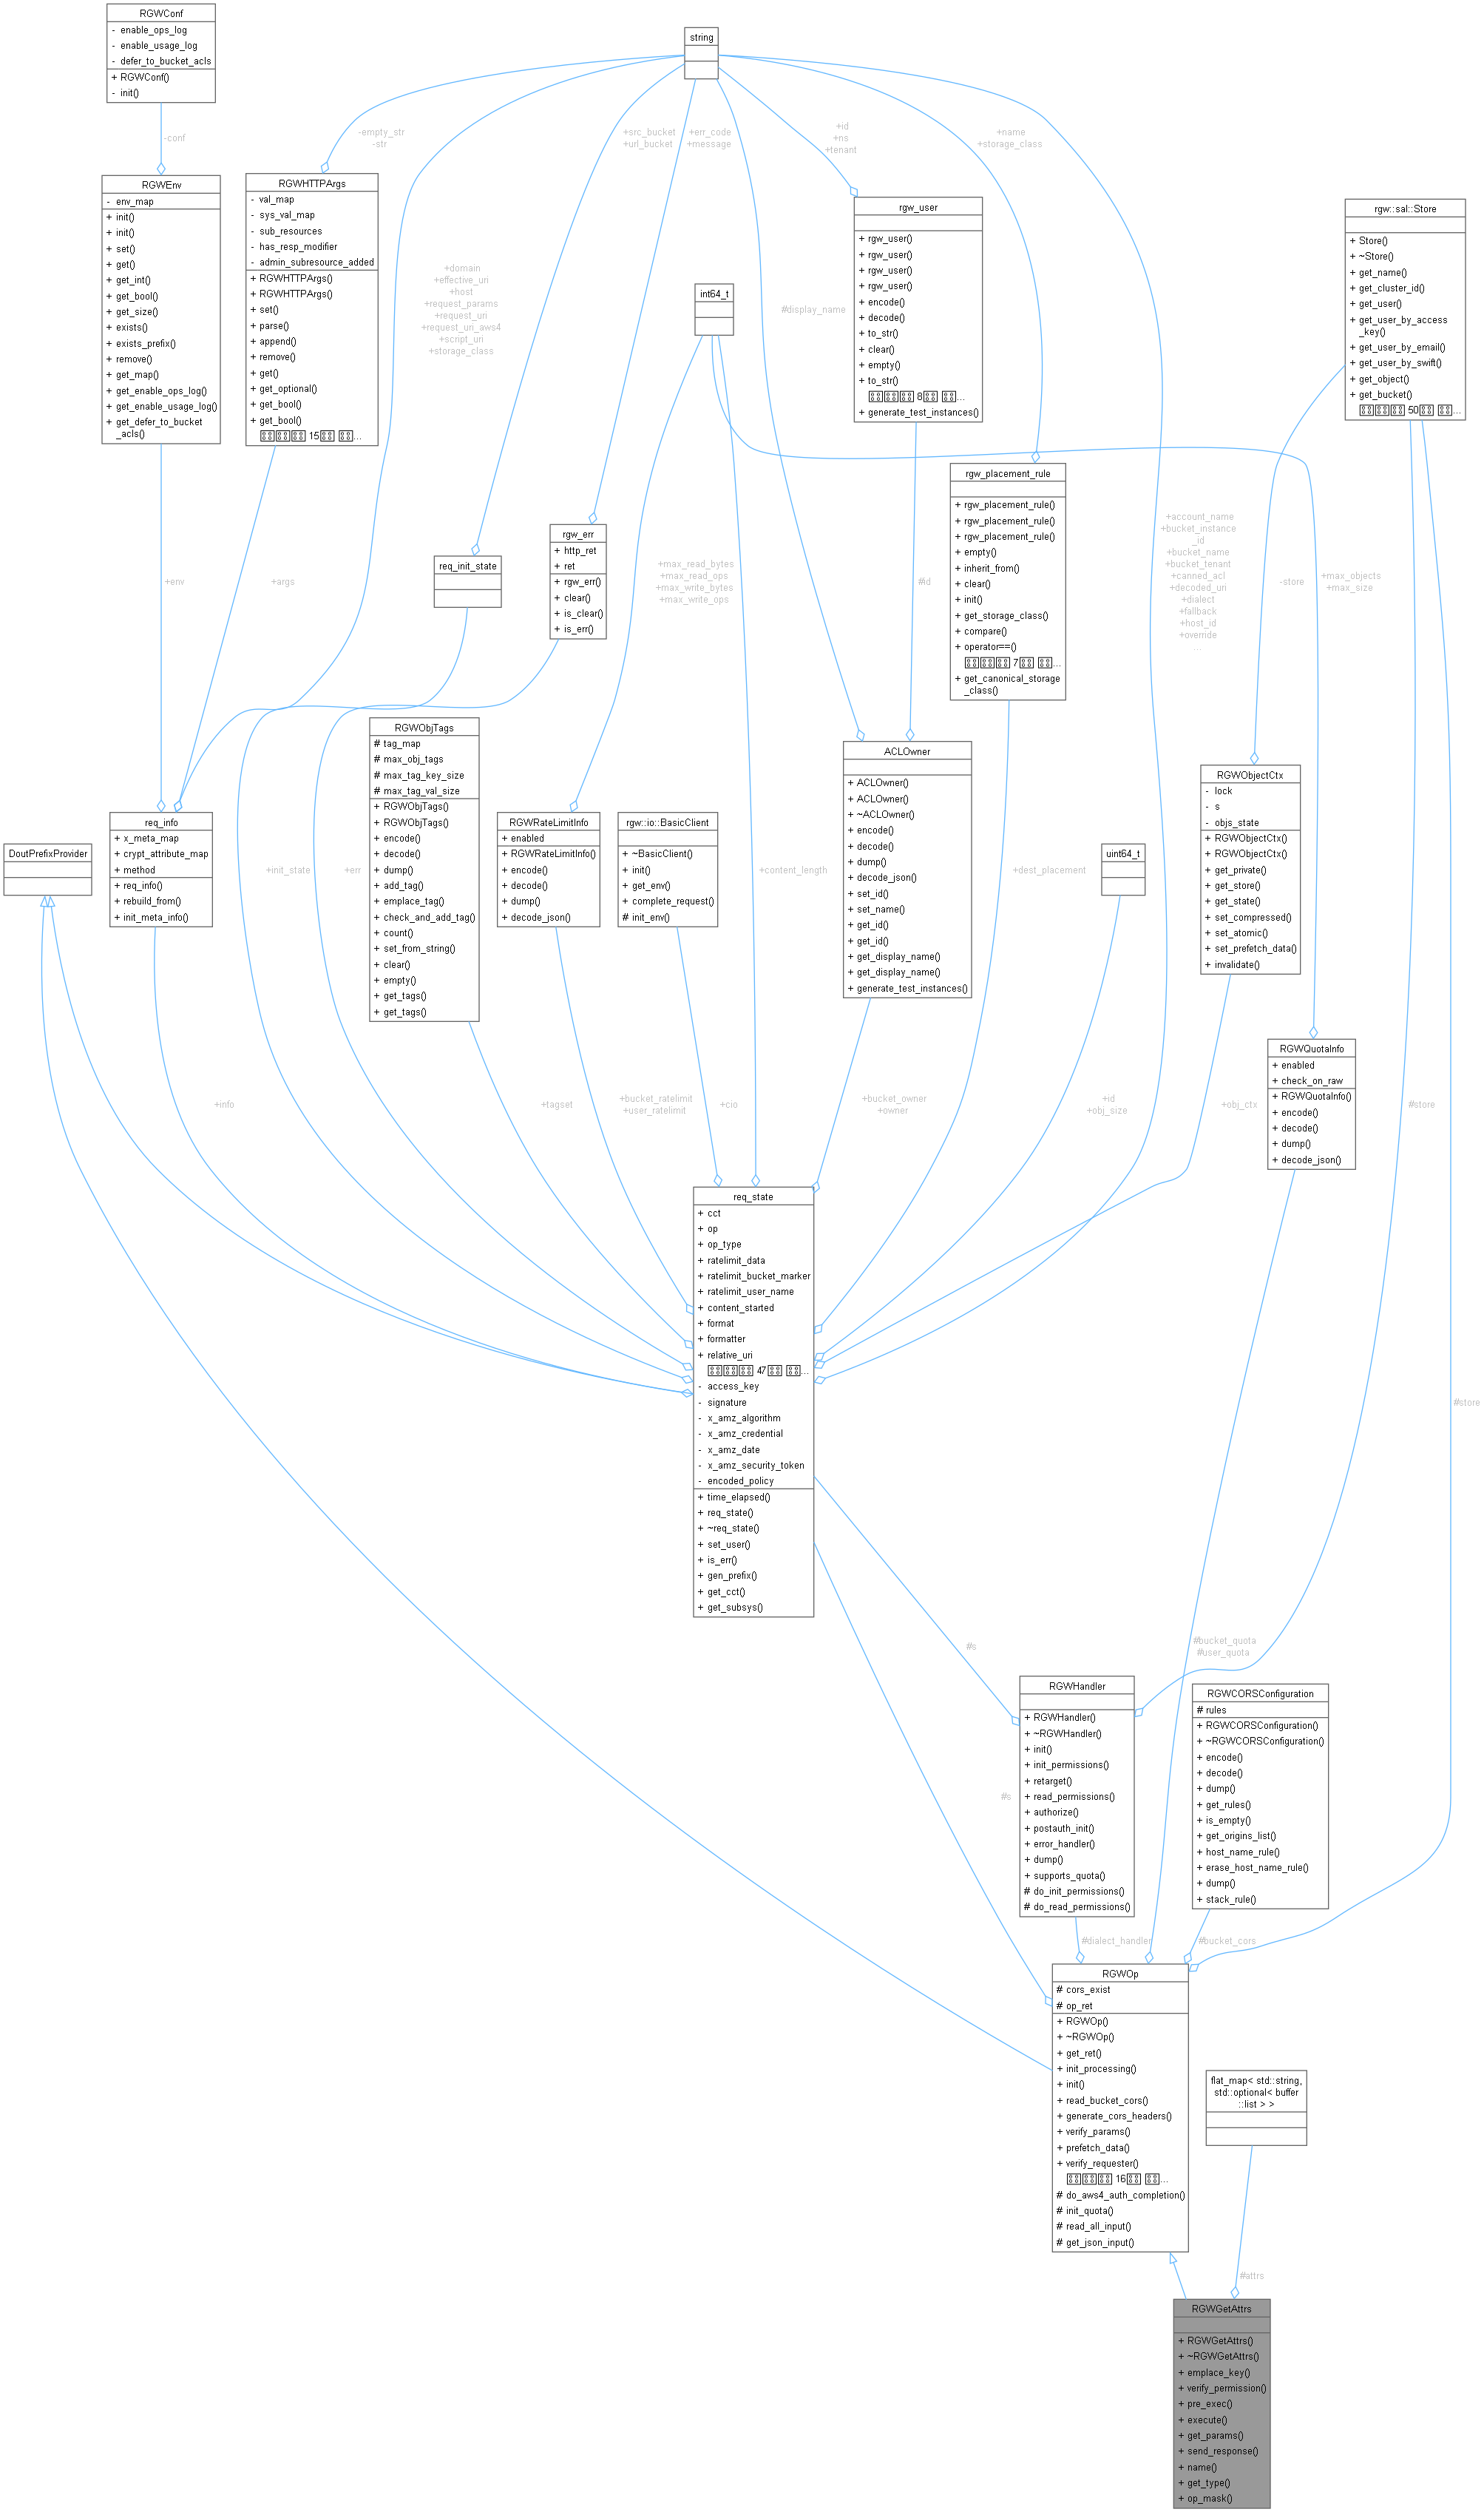 RGWConf
- enable_ops_log
- enable_usage_log
- defer_to_bucket_acls
+ RGWConf()
- init()
string
-conf
-empty_str
-str
+src_bucket
+url_bucket
+err_code
+message
+id
+ns
+tenant
+name
+storage_class
RGWEnv
- env_map
+ init()
+ init()
+ set()
+ get()
+ get_int()
+ get_bool()
+ get_size()
+ exists()
+ exists_prefix()
+ remove()
+ get_map()
+ get_enable_ops_log()
+ get_enable_usage_log()
+ get_defer_to_bucket
_acls()
RGWHTTPArgs
- val_map
- sys_val_map
- sub_resources
- has_resp_modifier
- admin_subresource_added
+ RGWHTTPArgs()
+ RGWHTTPArgs()
+ set()
+ parse()
+ append()
+ remove()
+ get()
+ get_optional()
+ get_bool()
+ get_bool()
15 ...
+domain
+effective_uri
+host
+request_params
+request_uri
+request_uri_aws4
+script_uri
+storage_class
int64_t
#display_name
rgw_user
+ rgw_user()
+ rgw_user()
+ rgw_user()
+ rgw_user()
+ encode()
+ decode()
+ to_str()
+ clear()
+ empty()
+ to_str()
8 ...
+ generate_test_instances()
rgw::sal::Store
+ Store()
+ ~Store()
+ get_name()
+ get_cluster_id()
+ get_user()
+ get_user_by_access
_key()
+ get_user_by_email()
+ get_user_by_swift()
+ get_object()
+ get_bucket()
50 ...
+env
+args
req_init_state
rgw_err
+ http_ret
+ ret
+ rgw_err()
+ clear()
+ is_clear()
+ is_err()
+max_read_bytes
+max_read_ops
+max_write_bytes
+max_write_ops
#id
rgw_placement_rule
+ rgw_placement_rule()
+ rgw_placement_rule()
+ rgw_placement_rule()
+ empty()
+ inherit_from()
+ clear()
+ init()
+ get_storage_class()
+ compare()
+ operator==()
7 ...
+ get_canonical_storage
_class()
+account_name
+bucket_instance
_id
+bucket_name
+bucket_tenant
+canned_acl
+decoded_uri
+dialect
+fallback
+host_id
+override
...
-store
+max_objects
+max_size
DoutPrefixProvider
req_info
+ x_meta_map
+ crypt_attribute_map
+ method
+ req_info()
+ rebuild_from()
+ init_meta_info()
+init_state
+err
RGWObjTags
# tag_map
# max_obj_tags
# max_tag_key_size
# max_tag_val_size
+ RGWObjTags()
+ RGWObjTags()
+ encode()
+ decode()
+ dump()
+ add_tag()
+ emplace_tag()
+ check_and_add_tag()
+ count()
+ set_from_string()
+ clear()
+ empty()
+ get_tags()
+ get_tags()
RGWRateLimitInfo
+ enabled
+ RGWRateLimitInfo()
+ encode()
+ decode()
+ dump()
+ decode_json()
rgw::io::BasicClient
+ ~BasicClient()
+ init()
+ get_env()
+ complete_request()
# init_env()
+content_length
ACLOwner
+ ACLOwner()
+ ACLOwner()
+ ~ACLOwner()
+ encode()
+ decode()
+ dump()
+ decode_json()
+ set_id()
+ set_name()
+ get_id()
+ get_id()
+ get_display_name()
+ get_display_name()
+ generate_test_instances()
+dest_placement
uint64_t
RGWObjectCtx
- lock
- s
- objs_state
+ RGWObjectCtx()
+ RGWObjectCtx()
+ get_private()
+ get_store()
+ get_state()
+ set_compressed()
+ set_atomic()
+ set_prefetch_data()
+ invalidate()
RGWQuotaInfo
+ enabled
+ check_on_raw
+ RGWQuotaInfo()
+ encode()
+ decode()
+ dump()
+ decode_json()
+info
+tagset
+bucket_ratelimit
+user_ratelimit
+cio
+bucket_owner
+owner
+id
+obj_size
+obj_ctx
#store
req_state
+ cct
+ op
+ op_type
+ ratelimit_data
+ ratelimit_bucket_marker
+ ratelimit_user_name
+ content_started
+ format
+ formatter
+ relative_uri
47 ...
- access_key
- signature
- x_amz_algorithm
- x_amz_credential
- x_amz_date
- x_amz_security_token
- encoded_policy
+ time_elapsed()
+ req_state()
+ ~req_state()
+ set_user()
+ is_err()
+ gen_prefix()
+ get_cct()
+ get_subsys()
#store
#s
#bucket_quota
#user_quota
RGWHandler
+ RGWHandler()
+ ~RGWHandler()
+ init()
+ init_permissions()
+ retarget()
+ read_permissions()
+ authorize()
+ postauth_init()
+ error_handler()
+ dump()
+ supports_quota()
# do_init_permissions()
# do_read_permissions()
#s
RGWCORSConfiguration
# rules
+ RGWCORSConfiguration()
+ ~RGWCORSConfiguration()
+ encode()
+ decode()
+ dump()
+ get_rules()
+ is_empty()
+ get_origins_list()
+ host_name_rule()
+ erase_host_name_rule()
+ dump()
+ stack_rule()
#dialect_handler
#bucket_cors
RGWOp
# cors_exist
# op_ret
+ RGWOp()
+ ~RGWOp()
+ get_ret()
+ init_processing()
+ init()
+ read_bucket_cors()
+ generate_cors_headers()
+ verify_params()
+ prefetch_data()
+ verify_requester()
16 ...
# do_aws4_auth_completion()
# init_quota()
# read_all_input()
# get_json_input()
flat_map< std::string,
std::optional< buffer
::list > >
#attrs
RGWGetAttrs
+ RGWGetAttrs()
+ ~RGWGetAttrs()
+ emplace_key()
+ verify_permission()
+ pre_exec()
+ execute()
+ get_params()
+ send_response()
+ name()
+ get_type()
+ op_mask()